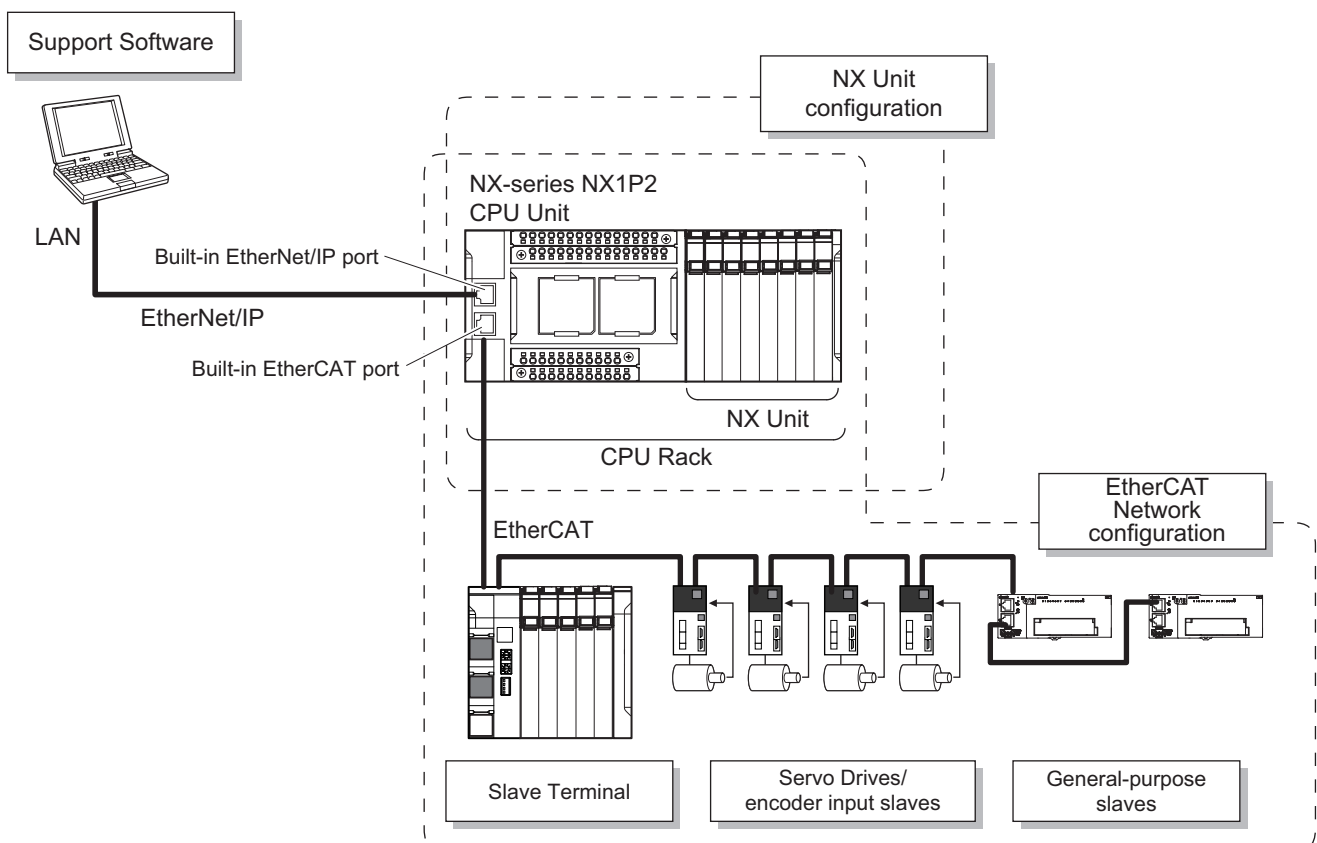 Support Software
NX Unit
configuration
NX-series NX1P2
CPU Unit
LAN
Built-in EtherNet/IP port
EtherNet/IP
Built-in EtherCAT port
NX Unit
CPU Rack
EtherCAT
Network
configuration
EtherCAT
Slave Terminal
Servo Drives/
encoder input slaves
General-purpose
slaves